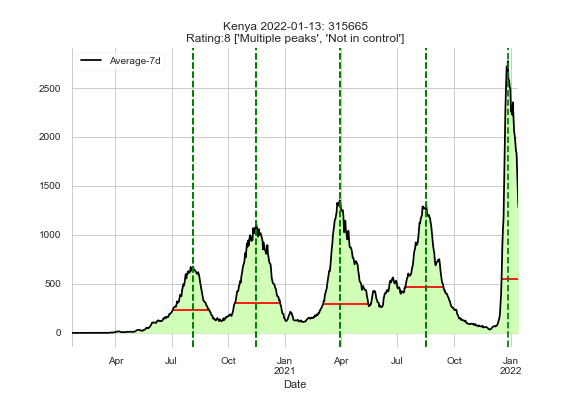 Kenya 2022-01-13: 315665
Rating:8 ['Multiple peaks', 'Not in control']
Average-7d
2500
2000
1500
1000
500
0
Apr Jul Oct Jan Apr Jul Oct Jan
2021 2022
Date